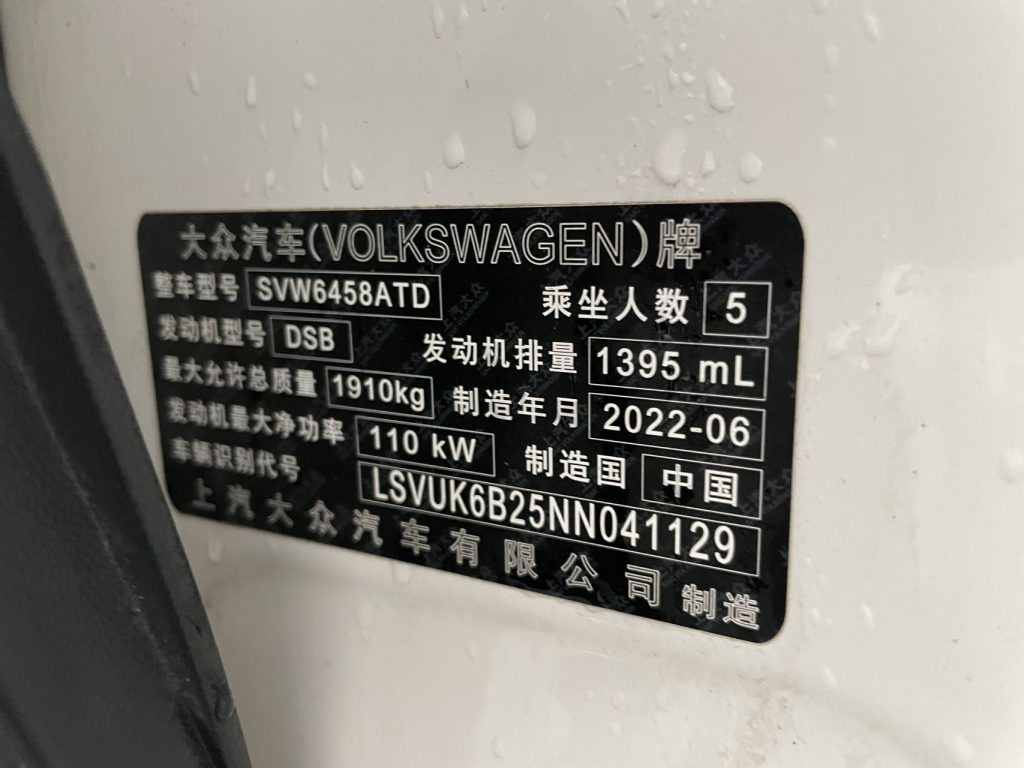 大众汽车(VOLKSWAGEN)牌
整车型号 SVW6458ATD 乘坐人数 5
发动机型号 DSB 发动机排量 1395 mL
最大允许总质量 1910kg 制造年月 2022-06
发动机最大净功率 110 kW 制造国 中国
车辆识别代号 LSVUK6B25NN041129
上汽大众汽车有限公司 制造